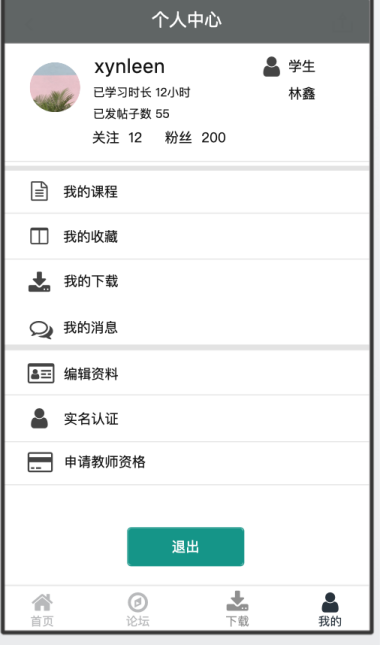 个人中心
xynleen
学生
已学习时长 12小时
林鑫
已发帖子数 55
关注 12 粉丝 200
我的课程
我的收藏
我的下载
我的消息
编辑资料
实名认证
申请教师资格
退出
首页 论坛 下载 我的